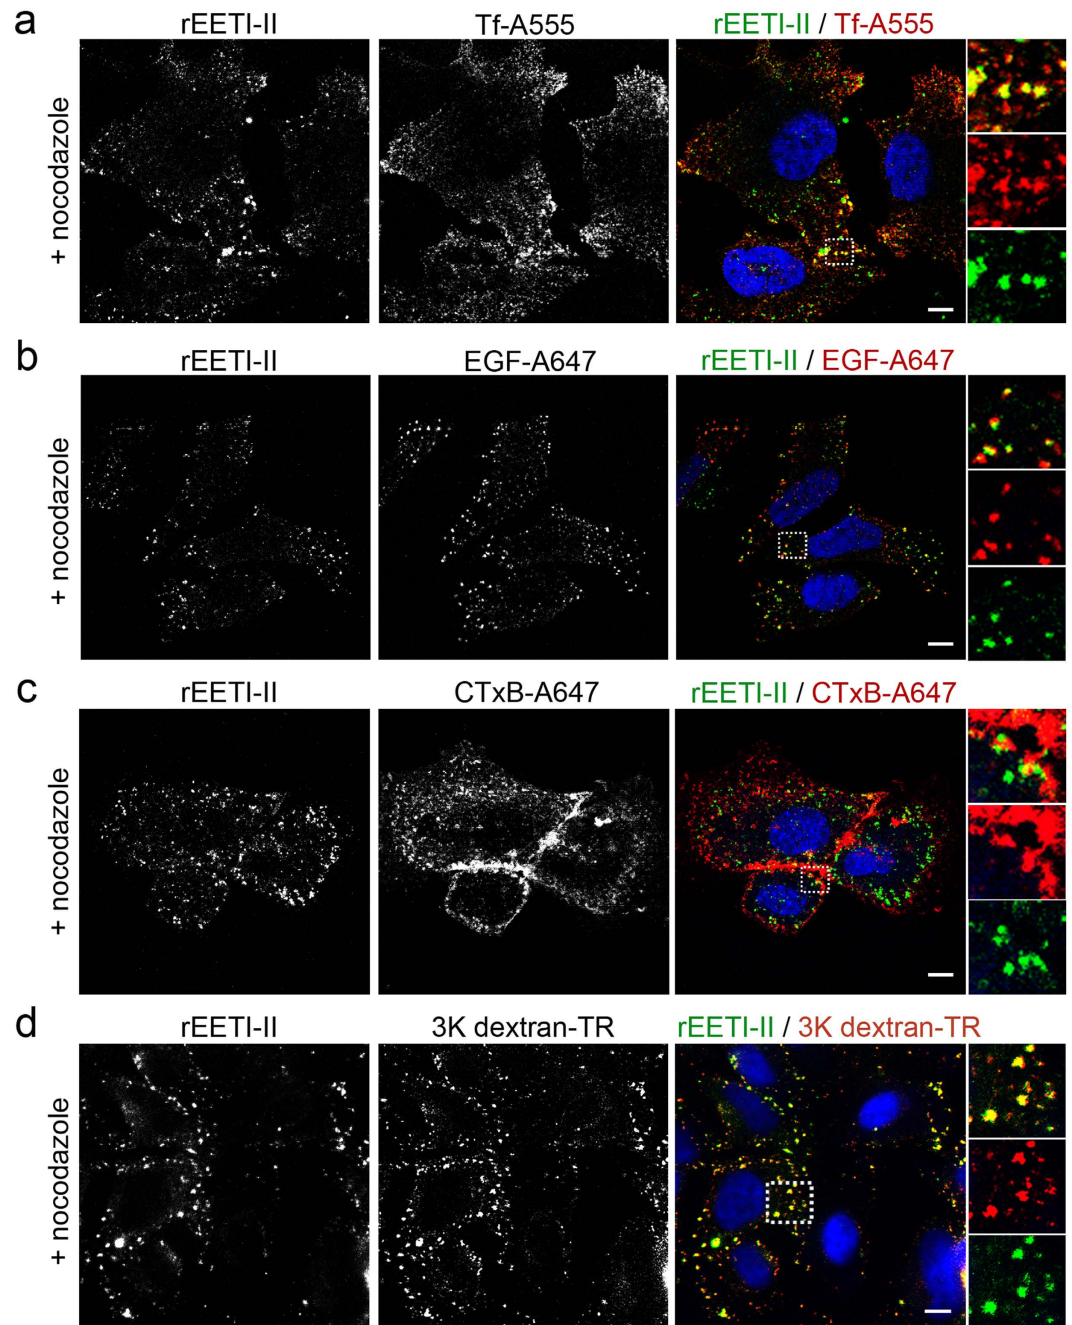 a
rEETI-II
Tf-A555
rEETI-II / Tf-A555
+ nocodazole
b
rEETI-II
EGF-A647
rEETI-II / EGF-A647
+ nocodazole
c
rEETI-II
CTxB-A647
rEETI-II / CTxB-A647
+ nocodazole
d
rEETI-II
3K dextran-TR
rEETI-II / 3K dextran-TR
+ nocodazole